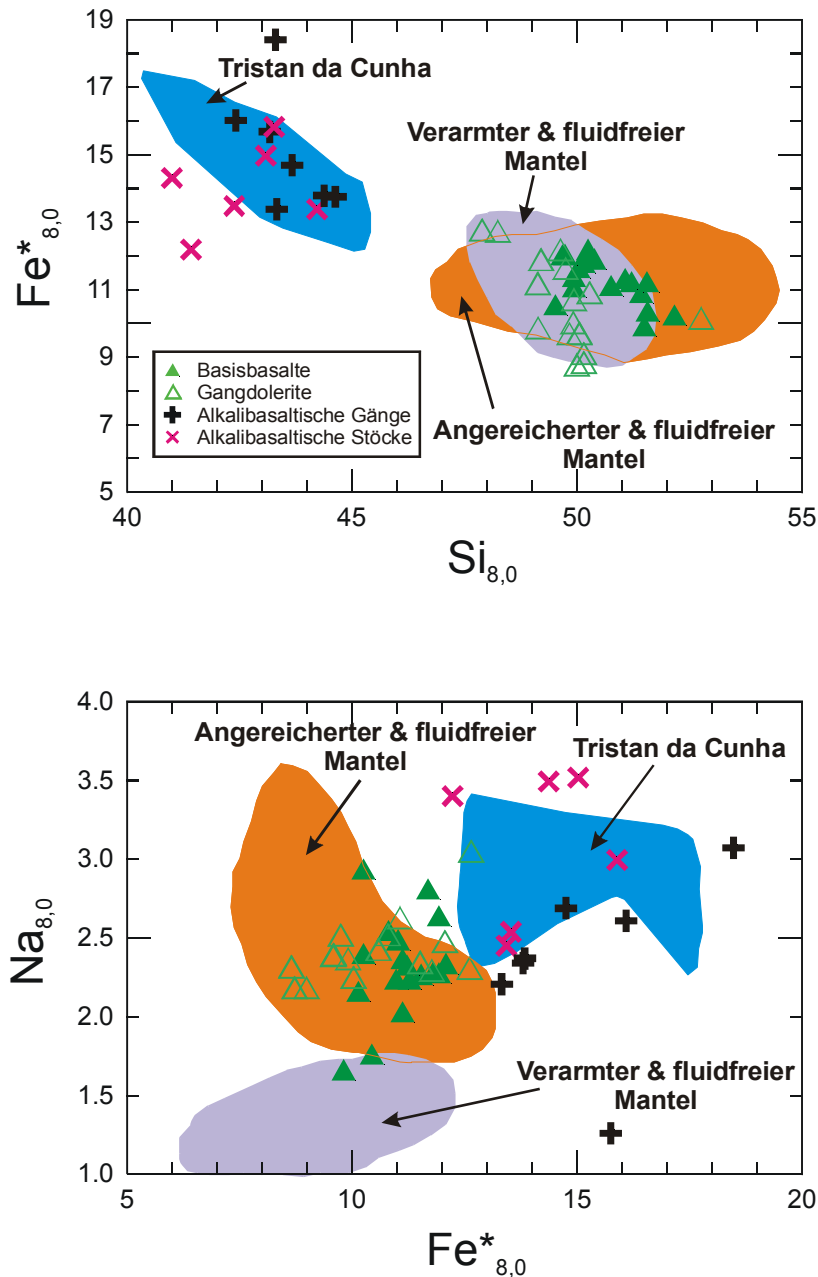 19
17
15
13
11
9
7
5
Fe*8,0
Tristan da Cunha
Verarmter & fluidfreier
Mantel
Basisbasalte
Gangdolerite
Alkalibasaltische Gänge
Alkalibasaltische Stöcke
Angereicherter & fluidfreier
Mantel
40
45
50
55
Si8,0
4.0
3.5
3.0
2.5
2.0
1.5
1.0
Na8,0
Angereicherter & fluidfreier
Mantel
Tristan da Cunha
Verarmter & fluidfreier
Mantel
5
10
15
20
Fe*8,0